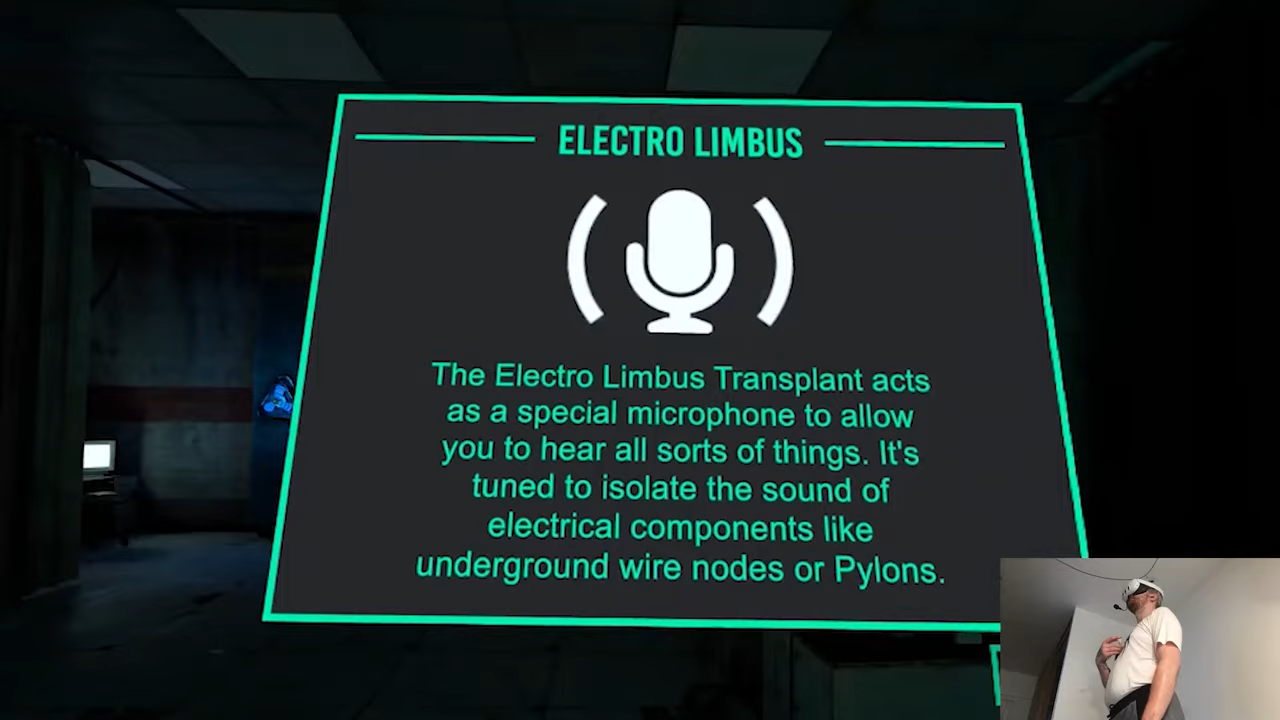 ELECTRO LIMBUS
The Electro Limbus Transplant acts
as a special microphone to allow
you to hear all sorts of things. It's
tuned to isolate the sound of
electrical components like
underground wire nodes or Pylons.